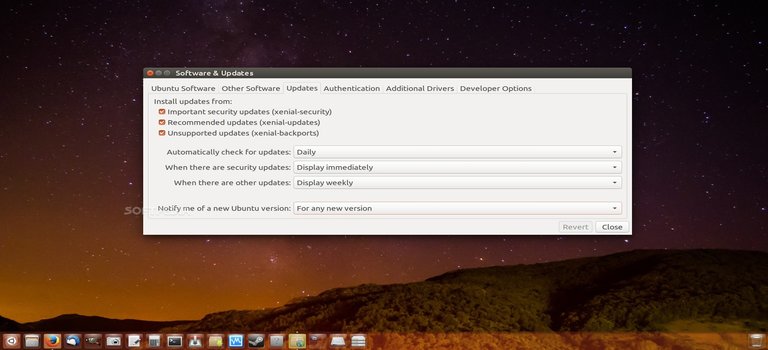 Software & Updates
Ubuntu Software Other Software Updates Authentication Additional Drivers Developer Options
Install updates from:
Important security updates (xenial-security)
Recommended updates (xenial-updates)
Unsupported updates (xenial-backports)
Automatically check for updates: Daily
When there are security updates: Display immediately
When there are other updates: Display weekly
Notify me of a new Ubuntu version: For any new version
Revert Close